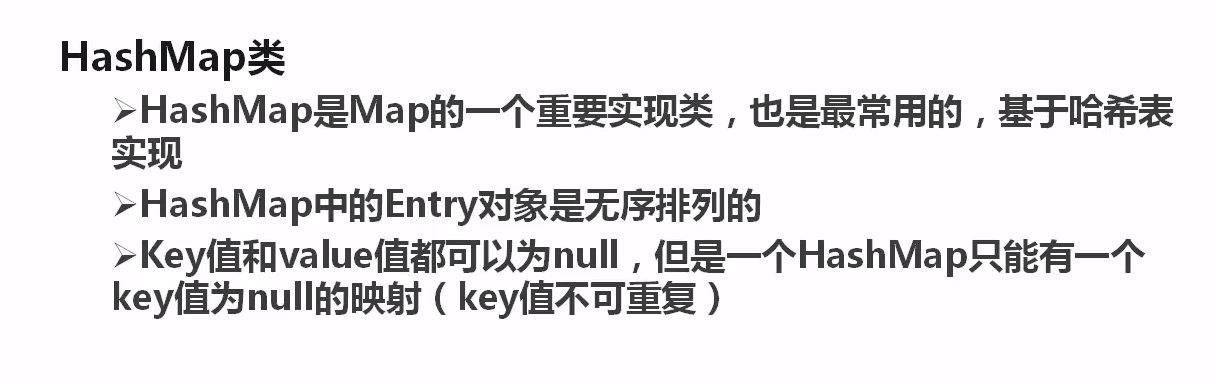 HashMap类
➢HashMap是Map的一个重要实现类，也是最常用的，基于哈希表
实现
➢HashMap中的Entry对象是无序排列的
➢Key值和value值都可以为null，但是一个HashMap只能有一个
key值为null的映射（key值不可重复）